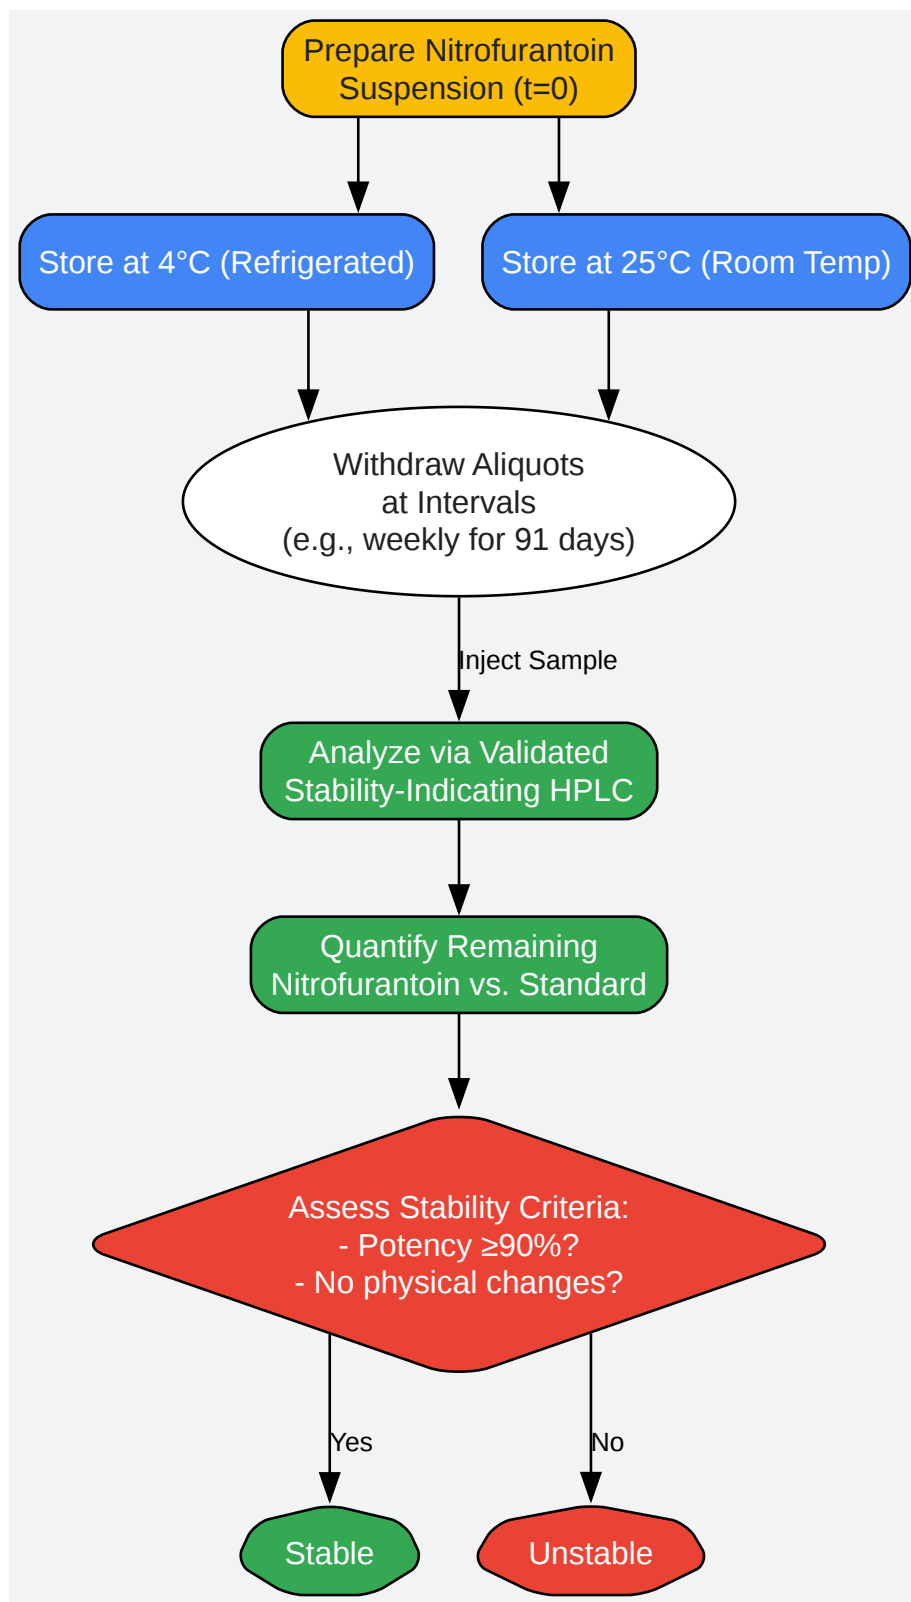 Prepare Nitrofurantoin
Suspension (t=0)
Store at 4°C (Refrigerated)
Store at 25°C (Room Temp)
Withdraw Aliquots
at Intervals
(e.g., weekly for 91 days)
Inject Sample
Analyze via Validated
Stability-Indicating HPLC
Quantify Remaining
Nitrofurantoin vs. Standard
Assess Stability Criteria:
- Potency ≥90%?
- No physical changes?
Yes
No
Stable
Unstable